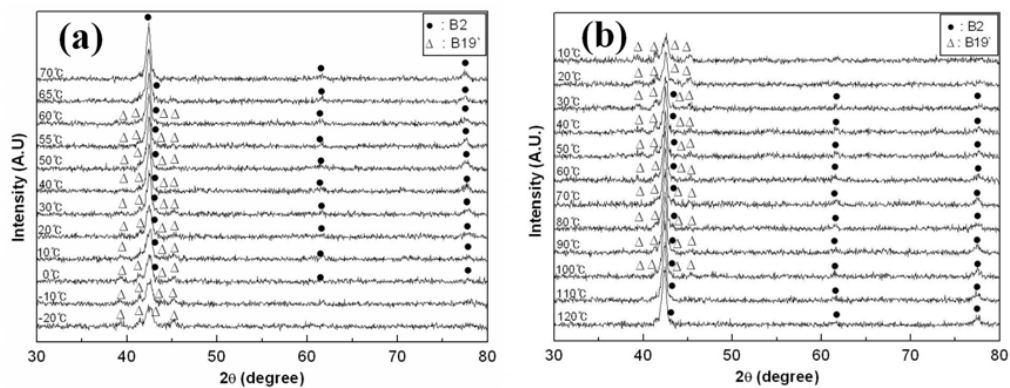 (a)
● : B2
Δ : B19`
70℃
65℃
60℃
55℃
50℃
40℃
30℃
20℃
10℃
0℃
-10℃
-20℃
Intensity (A.U)
30 40 50 60 70 80
2θ (degree)
(b)
● : B2
Δ : B19`
10℃
20℃
30℃
40℃
50℃
60℃
70℃
80℃
90℃
100℃
110℃
120℃
Intensity (A.U.)
30 40 50 60 70 80
2θ (degree)